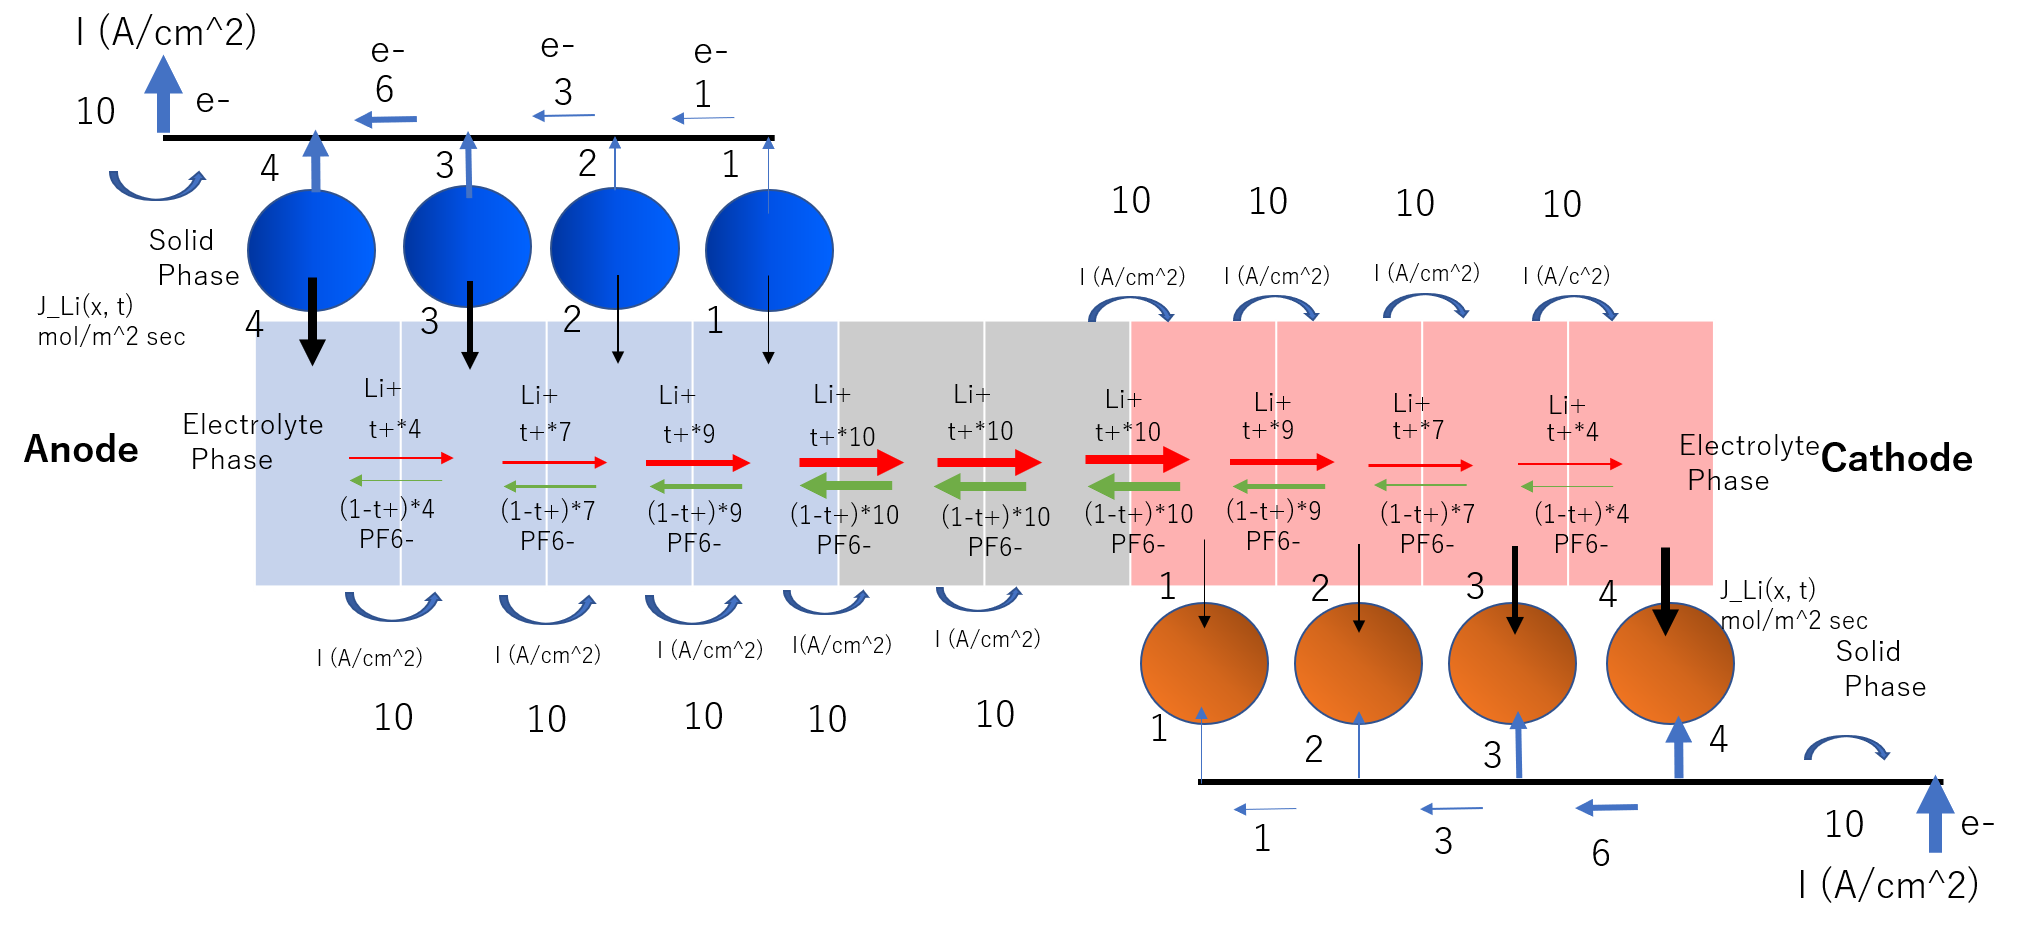 I (A/cm^2)
10
e-
e-
6
e-
3
e-
1
4
3
2
1
Solid
Phase
J_Li(x, t)
mol/m^2 sec
4
3
2
1
10
10
10
10
I (A/cm^2)
I (A/cm^2)
I (A/cm^2)
I (A/c^2)
Anode
Electrolyte
Phase
Li+
t+*4
(1-t+)*4
PF6-
Li+
t+*7
(1-t+)*7
PF6-
Li+
t+*9
(1-t+)*9
PF6-
Li+
t+*10
(1-t+)*10
PF6-
Li+
t+*10
(1-t+)*10
PF6-
Li+
t+*10
(1-t+)*10
PF6-
Li+
t+*9
(1-t+)*9
PF6-
Li+
t+*7
(1-t+)*7
PF6-
Li+
t+*4
(1-t+)*4
PF6-
Electrolyte
Phase
Cathode
I (A/cm^2)
I (A/cm^2)
I (A/cm^2)
I(A/cm^2)
I (A/cm^2)
10
10
10
10
10
1
2
3
4
J_Li(x, t)
mol/m^2 sec
Solid
Phase
1
2
3
4
1
3
6
10
e-
I (A/cm^2)